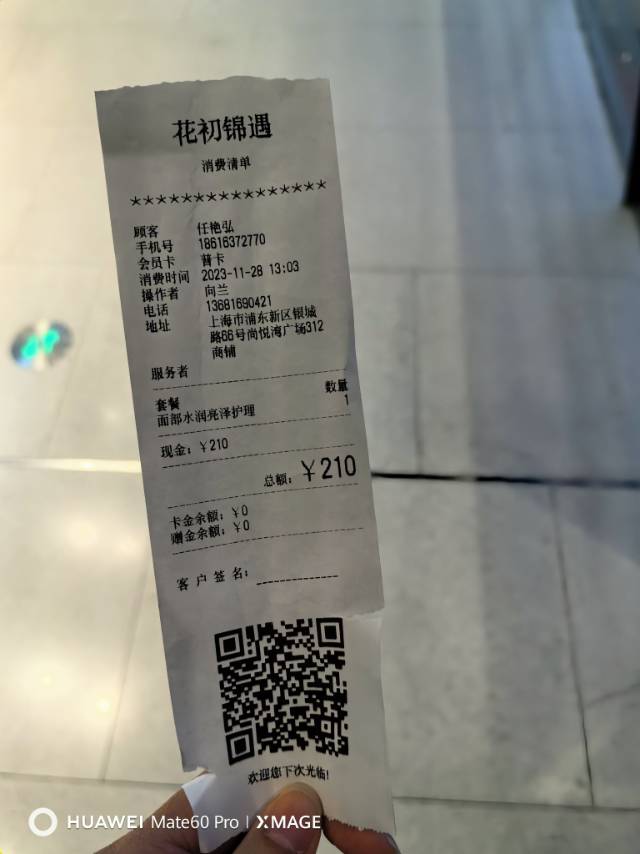 花初锦遇
消费清单
****************
顾客 任艳弘
手机号 18616372770
会员卡 普卡
消费时间 2023-11-28 13:03
操作者 向兰
电话 13681690421
地址 上海市浦东新区银城
路66号尚悦湾广场312
商铺
服务者
套餐 数量
面部水润亮泽护理 1
现金：￥210
总额：￥210
卡金余额：￥0
赠金余额：￥0
客 户 签 名：
欢迎您下次光临!
HUAWEI Mate60 Pro | XMAGE